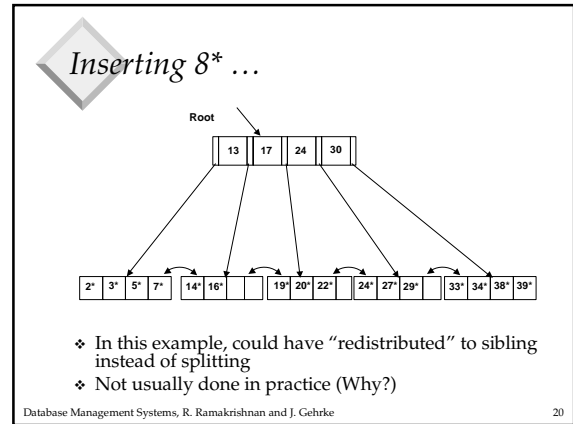 Inserting 8* …
Root
13 17 24 30
2* 3* 5* 7* 14* 16* 19* 20* 22* 24* 27* 29* 33* 34* 38* 39*
❖ In this example, could have “redistributed” to sibling
instead of splitting
❖ Not usually done in practice (Why?)
Database Management Systems, R. Ramakrishnan and J. Gehrke 20